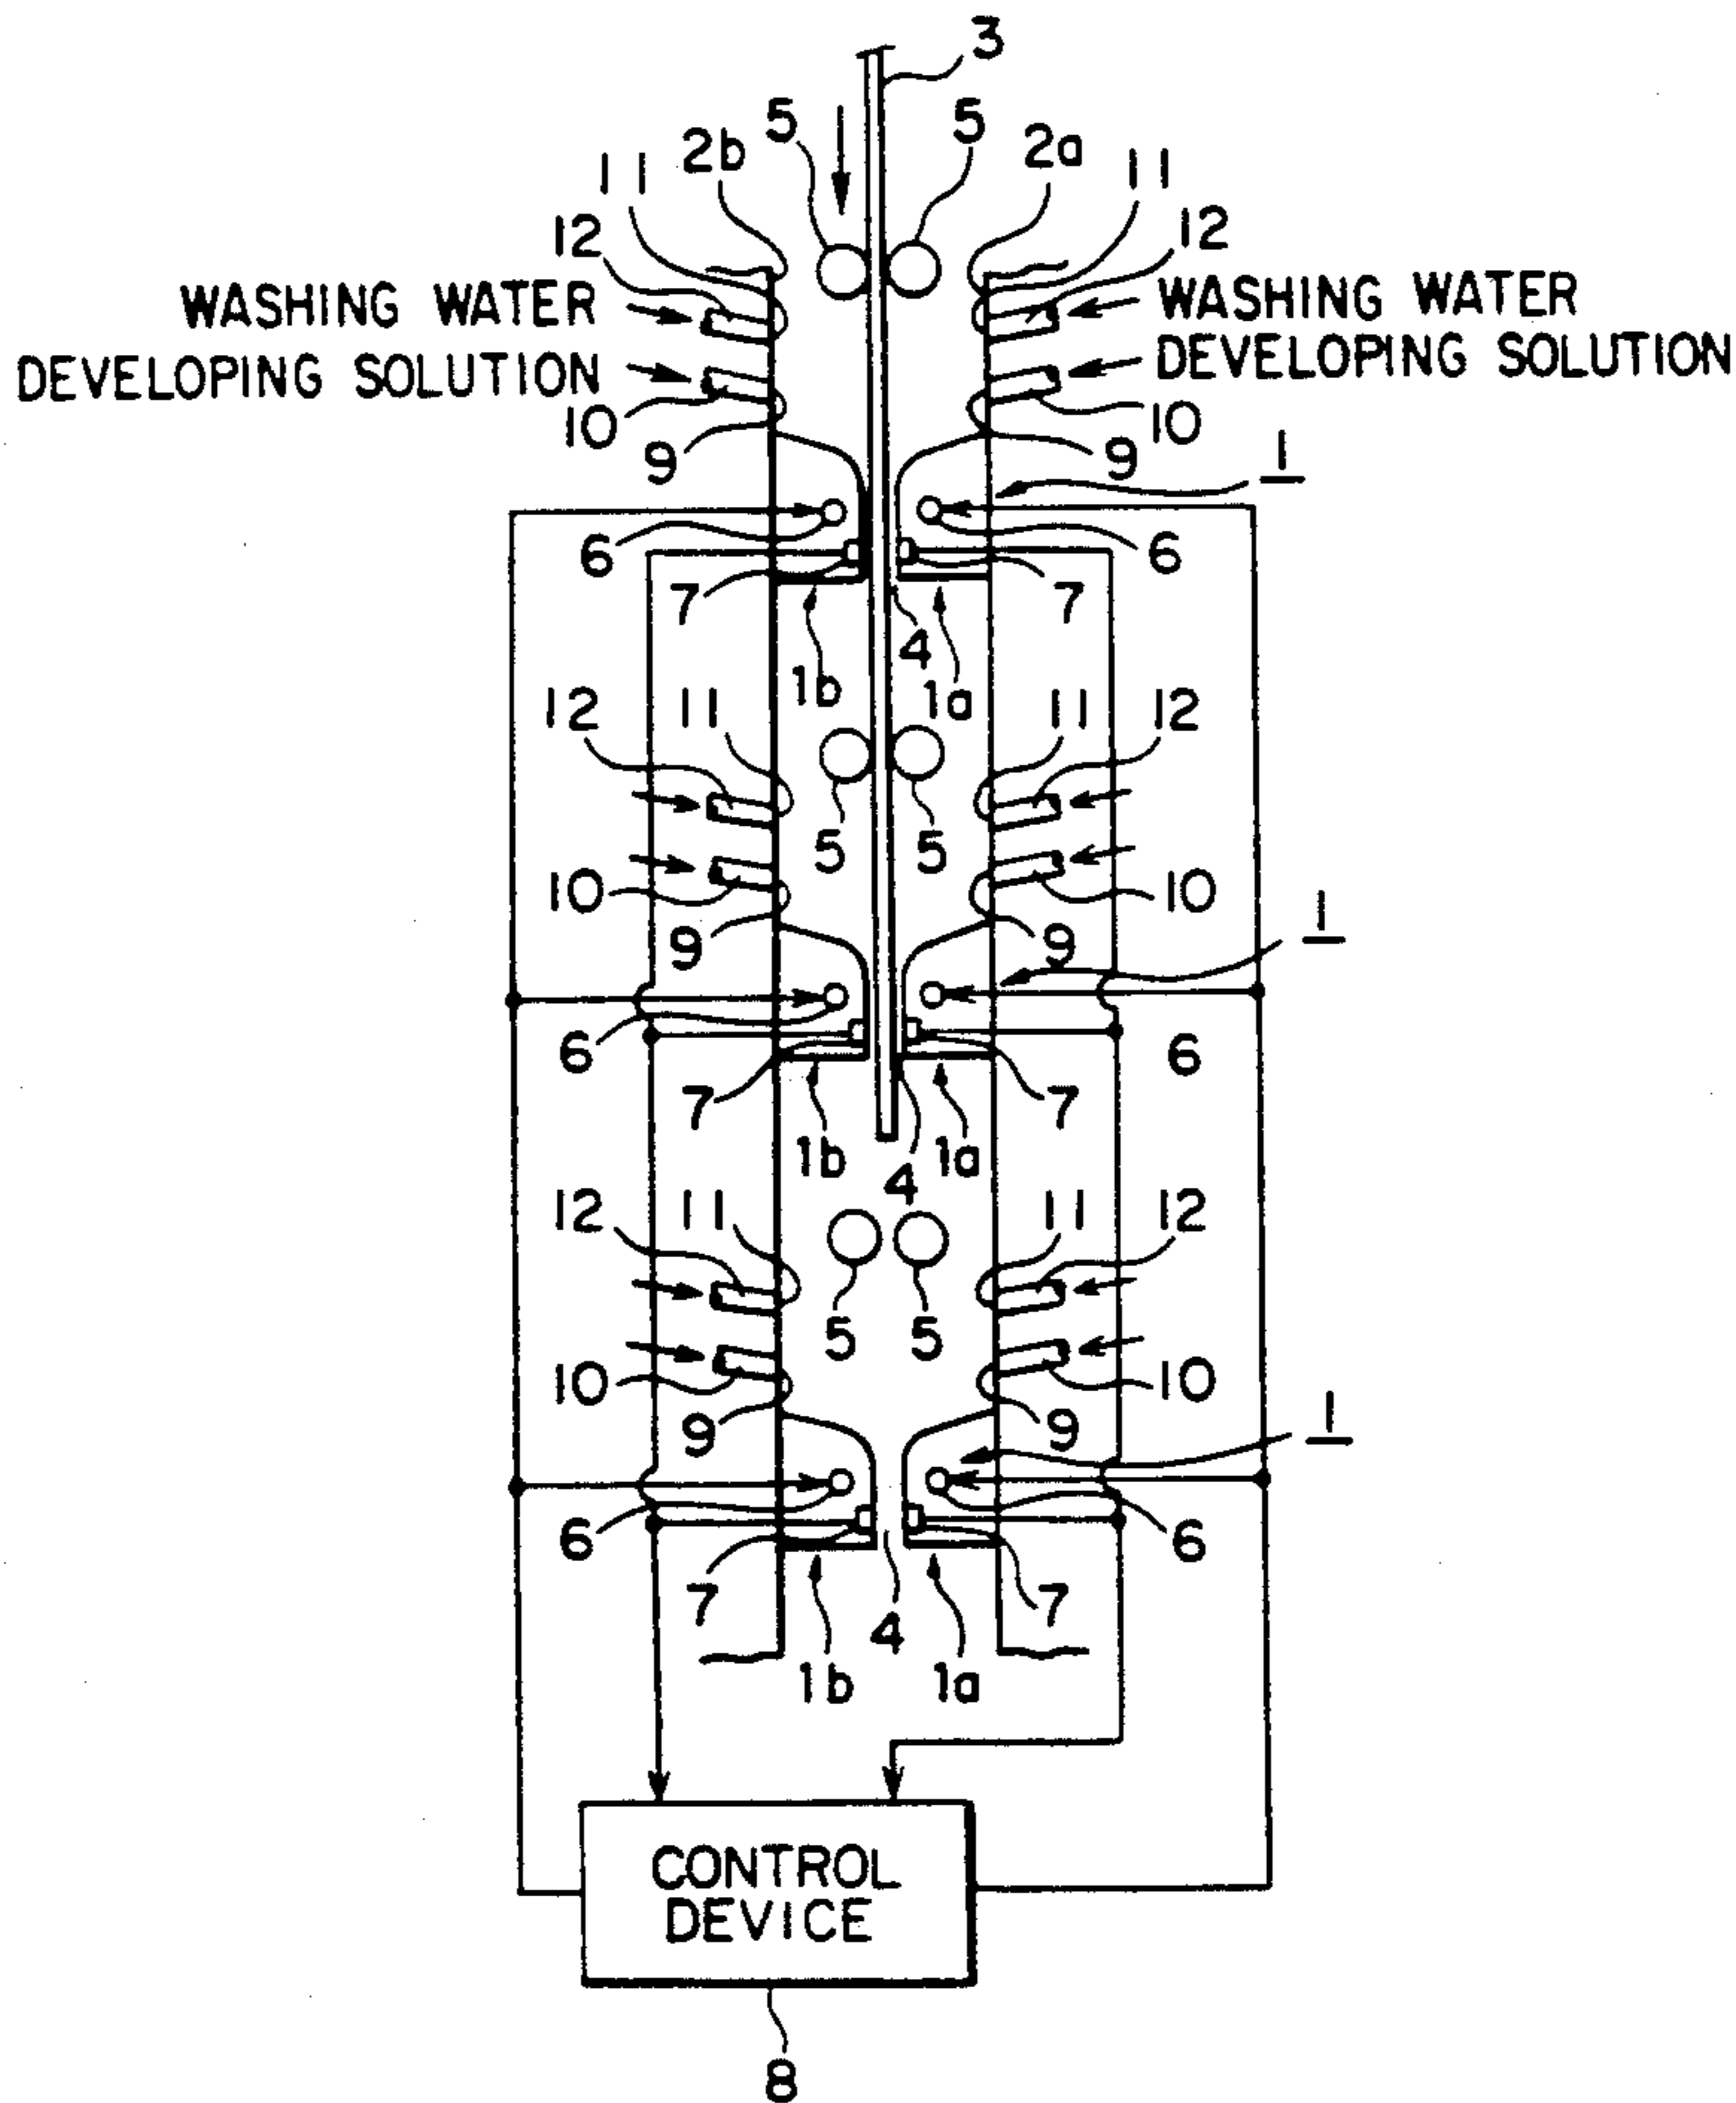 3
5 5
2b 2a
11 11
12 12
WASHING WATER WASHING WATER
DEVELOPING SOLUTION DEVELOPING SOLUTION
10 10
9 9
1
6 6
7 7
4
1b 1a
12 11 11 12
5 5
10 10
9 9
1
6 6
7 7
1b 4 1a
12 11 11 12
5 5
10 10
9 9
1
6 6
7 7
4
1b 1a
CONTROL
DEVICE
8